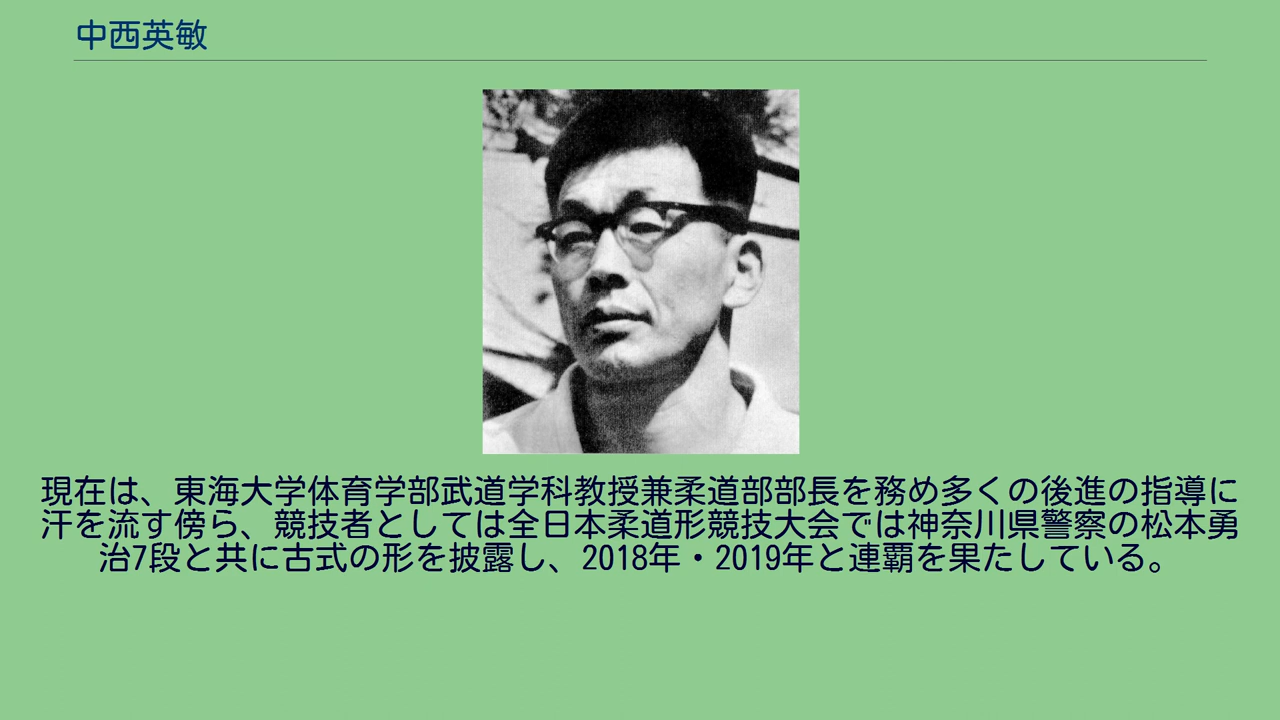 中西英敏
現在は、東海大学体育学部武道学科教授兼柔道部部長を務め多くの後進の指導に
汗を流す傍ら、競技者としては全日本柔道形競技大会では神奈川県警察の松本勇
治7段と共に古式の形を披露し、2018年・2019年と連覇を果たしている。